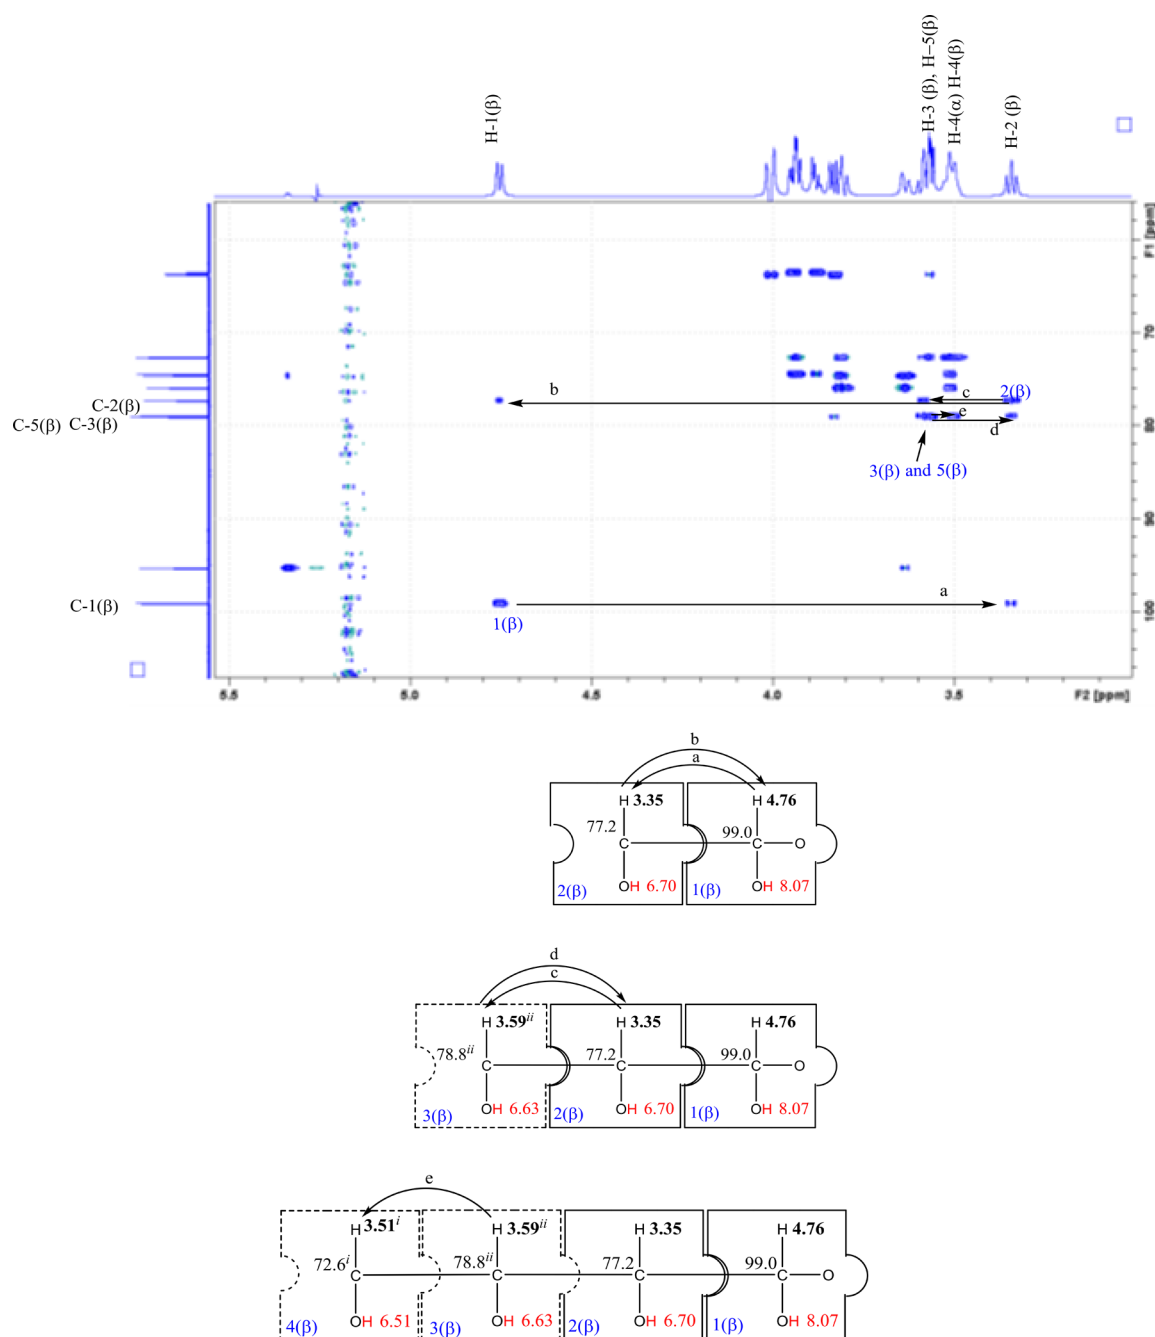 H-1(β)
H-3 (β), H-5(β)
H-4(α) H-4(β)
H-2 (β)
F1 [ppm]
70
80
90
100
b
c
2(β)
e
d
3(β) and 5(β)
a
1(β)
C-2(β)
C-5(β) C-3(β)
C-1(β)
5.5 5.0 4.5 4.0 3.5 F2 [ppm]
b
a
H 3.35 H 4.76
77.2 C 99.0 C O
2(β) OH 6.70 1(β) OH 8.07
d
c
H 3.59ii H 3.35 H 4.76
78.8ii C 77.2 C 99.0 C O
3(β) OH 6.63 2(β) OH 6.70 1(β) OH 8.07
e
H 3.51i H 3.59ii H 3.35 H 4.76
72.6i C 78.8ii C 77.2 C 99.0 C O
4(β) OH 6.51 3(β) OH 6.63 2(β) OH 6.70 1(β) OH 8.07